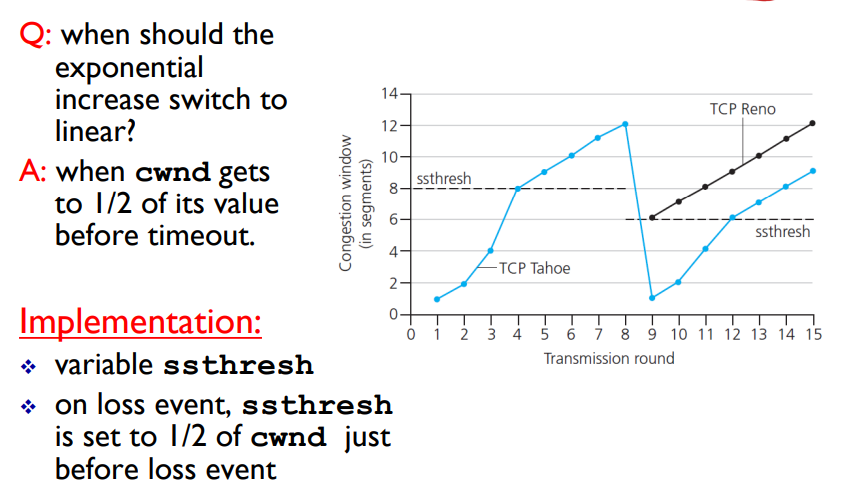 Q: when should the
exponential
increase switch to
linear?
A: when cwnd gets
to 1/2 of its value
before timeout.
Implementation:
❖ variable ssthresh
❖ on loss event, ssthresh
is set to 1/2 of cwnd just
before loss event
Congestion window
(in segments)
14
12
10
8
6
4
2
0
ssthresh
TCP Reno
TCP Tahoe
ssthresh
0 1 2 3 4 5 6 7 8 9 10 11 12 13 14 15
Transmission round